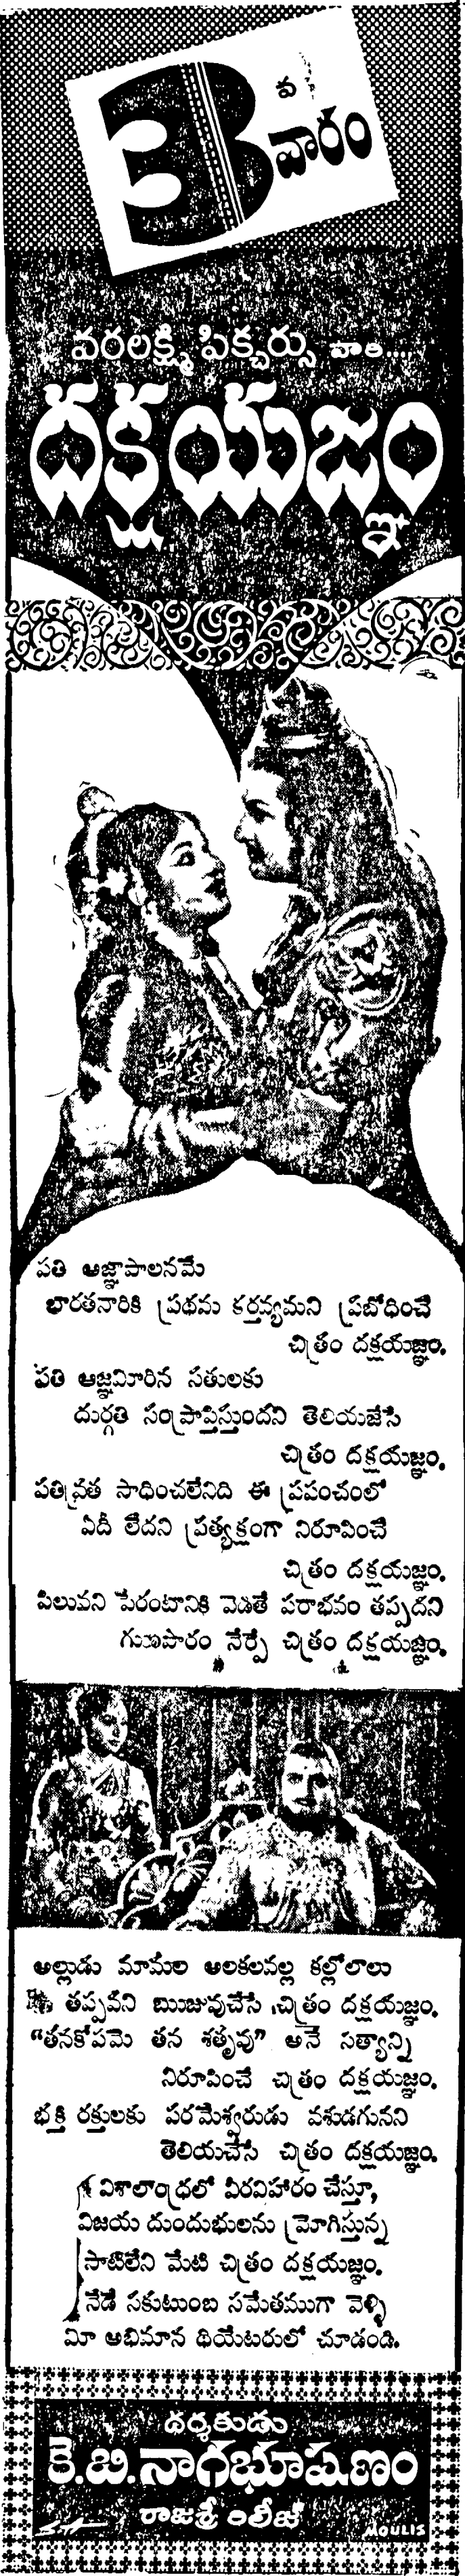 3 వ
వారం
వరలక్ష్మి పిక్చర్సు వారి....
దక్షయజ్ఞం
పతి ఆజ్ఞాపాలనమే
భారతనారికి ప్రథమ కర్తవ్యమని ప్రబోధించే
చిత్రం దక్షయజ్ఞం.
పతి ఆజ్ఞమీరిన సతులకు
దుర్గతి సంప్రాప్తిస్తుందని తెలియజేసే
చిత్రం దక్షయజ్ఞం.
పతివ్రత సాధించలేనిది ఈ ప్రపంచంలో
ఏదీ లేదని ప్రత్యక్షంగా నిరూపించే
చిత్రం దక్షయజ్ఞం.
పిలువని పేరంటానికి వెడితే పరాభవం తప్పదని
గుణపాఠం నేర్పే చిత్రం దక్షయజ్ఞం.
అల్లుడు మామల అలకలవల్ల కల్లోలాలు
తప్పవని ఋజువుచేసే చిత్రం దక్షయజ్ఞం.
“తనకోపమె తన శతృవు” అనే సత్యాన్ని
నిరూపించే చిత్రం దక్షయజ్ఞం.
భక్తి రక్తులకు పరమేశ్వరుడు వశుడగునని
తెలియచేసే చిత్రం దక్షయజ్ఞం.
విశాలాంధ్రలో వీరవిహారం చేస్తూ,
విజయ దుందుభులను మ్రోగిస్తున్న
సాటిలేని మేటి చిత్రం దక్షయజ్ఞం.
నేడే సకుటుంబ సమేతముగా వెళ్ళి
మీ అభిమాన థియేటరులో చూడండి.
దర్శకుడు
కె.బి.నాగభూషణం
రాజశ్రీ రిలీజ్
MOULIS